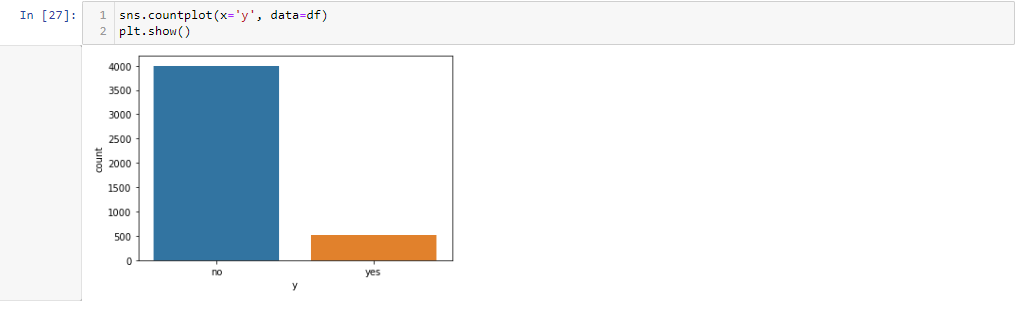 In [27]:
1 sns.countplot(x='y', data=df)
2 plt.show()
4000
3500
3000
2500
2000
1500
1000
500
0
count
no yes
y